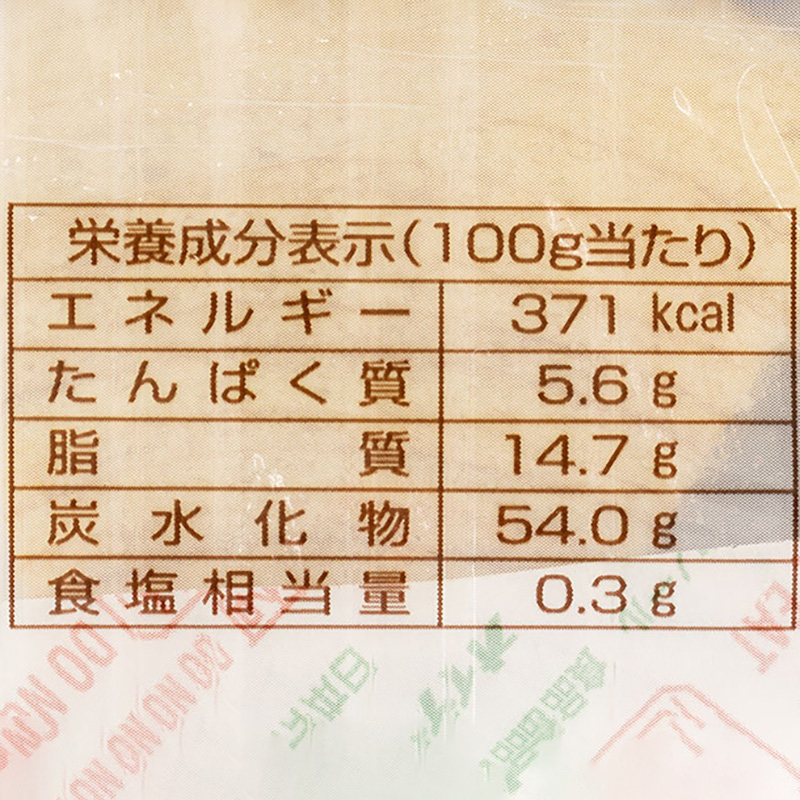 栄養成分表示(100g当たり)
エネルギー 371 kcal
たんぱく質 5.6 g
脂質 14.7 g
炭水化物 54.0 g
食塩相当量 0.3 g